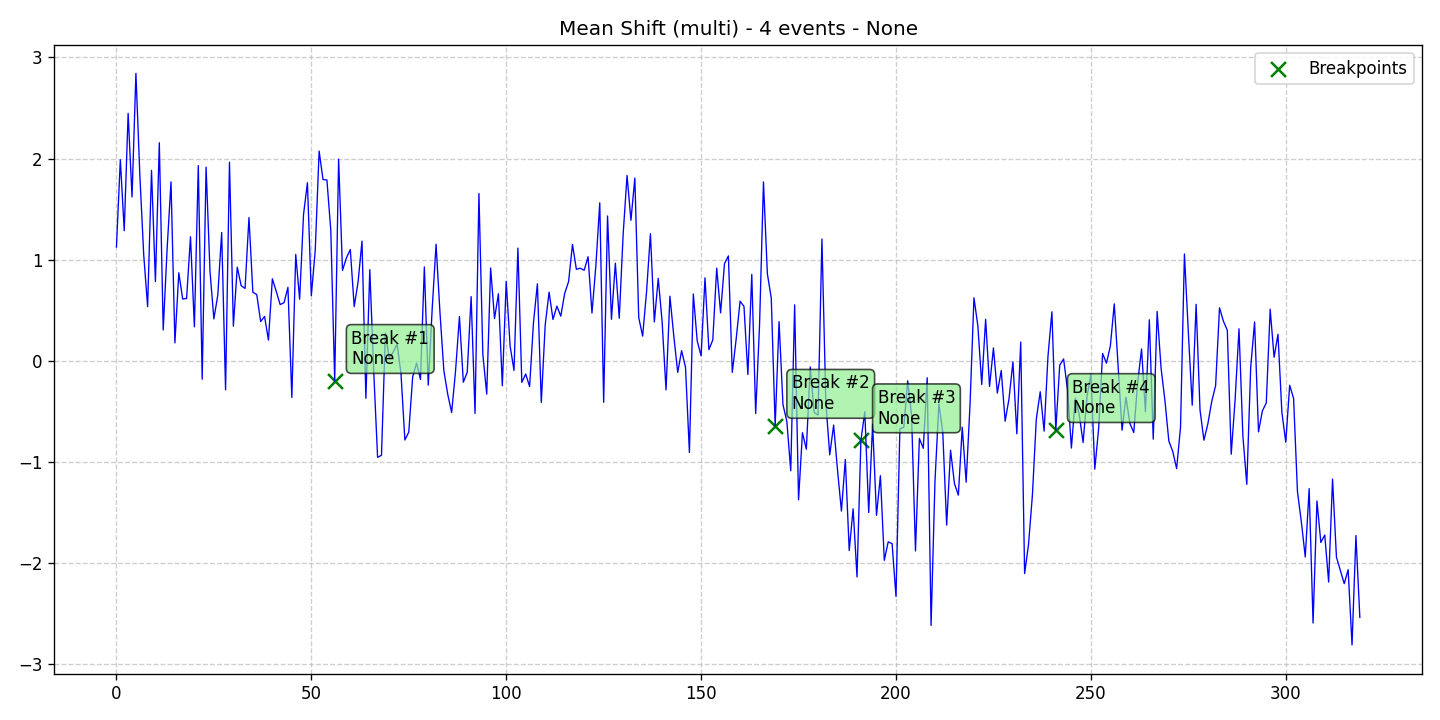 Mean Shift (multi) - 4 events - None
Breakpoints
3
2
1
0
−1
−2
−3
Break #1
None
Break #2
None
Break #3
None
Break #4
None
0
50
100
150
200
250
300